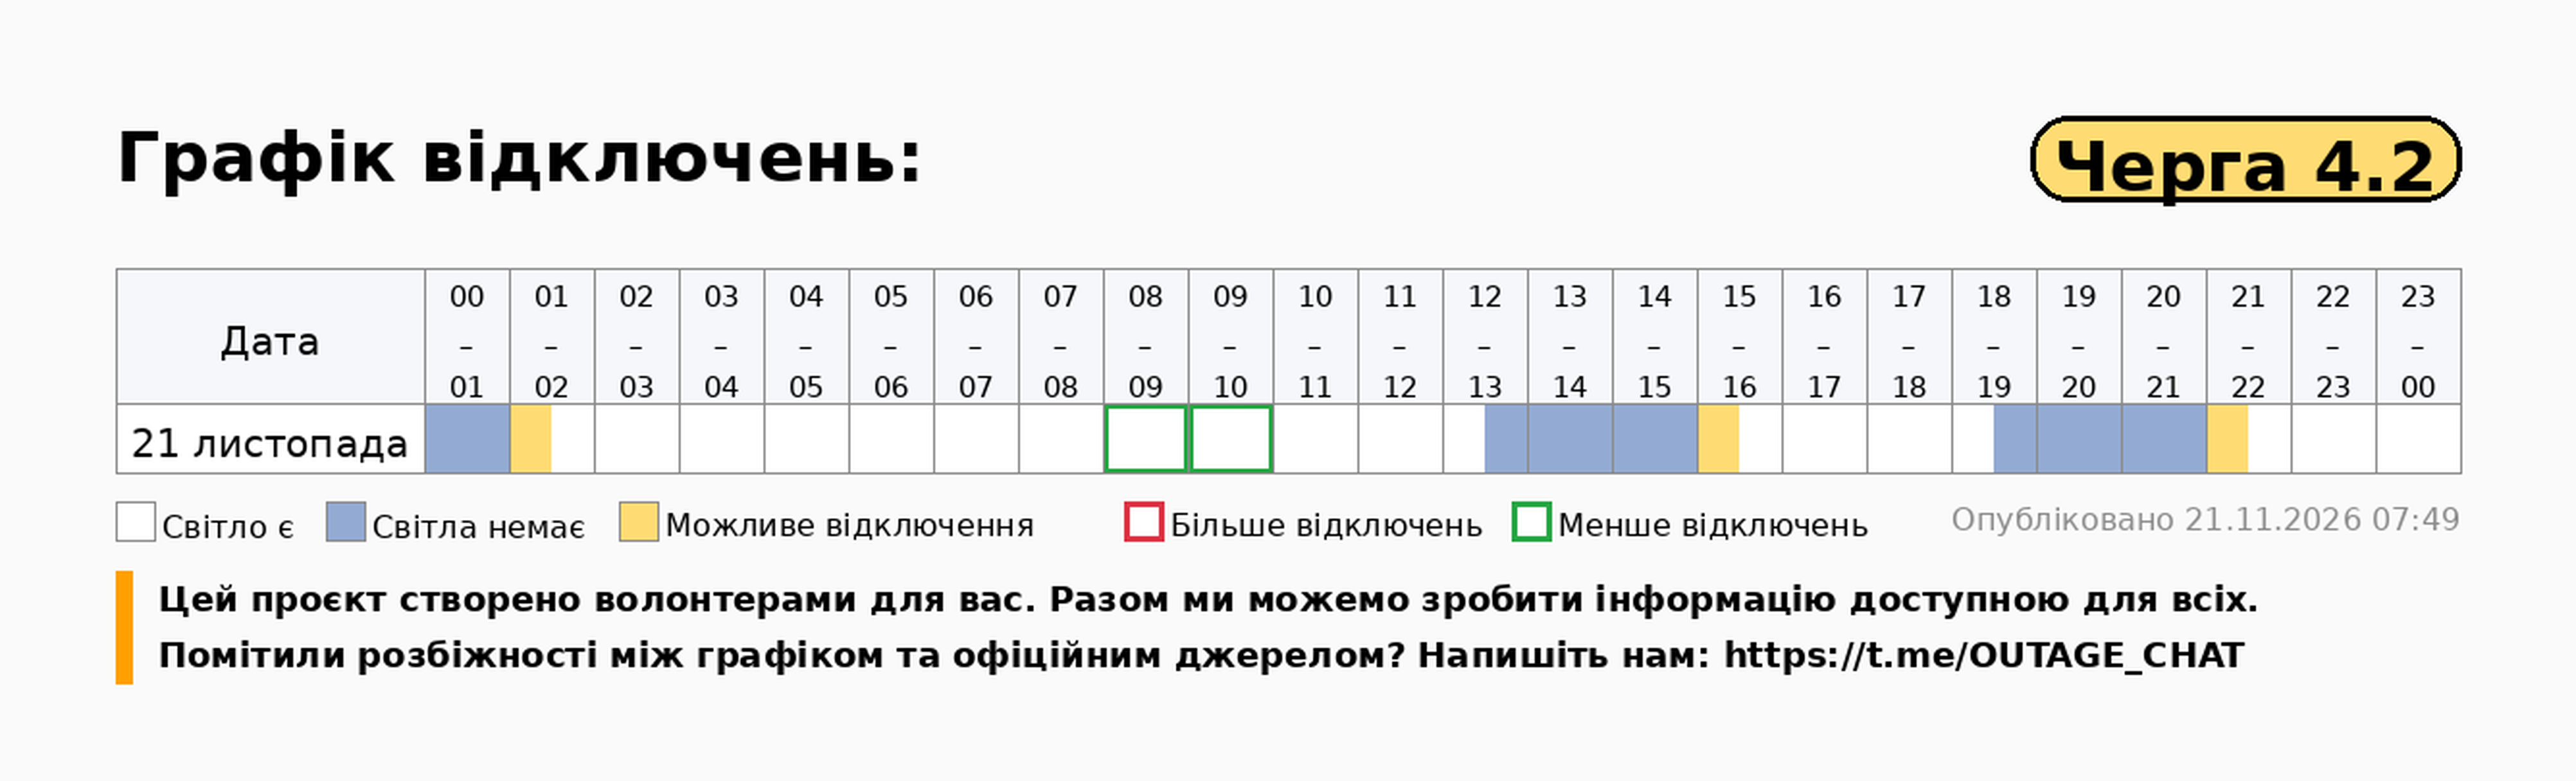 Графік відключень:
Черга 4.2
Дата
00 – 01
01 – 02
02 – 03
03 – 04
04 – 05
05 – 06
06 – 07
07 – 08
08 – 09
09 – 10
10 – 11
11 – 12
12 – 13
13 – 14
14 – 15
15 – 16
16 – 17
17 – 18
18 – 19
19 – 20
20 – 21
21 – 22
22 – 23
23 – 00
21 листопада
Світло є Світла немає Можливе відключення Більше відключень Менше відключень Опубліковано 21.11.2026 07:49
Цей проєкт створено волонтерами для вас. Разом ми можемо зробити інформацію доступною для всіх.
Помітили розбіжності між графіком та офіційним джерелом? Напишіть нам: https://t.me/OUTAGE_CHAT